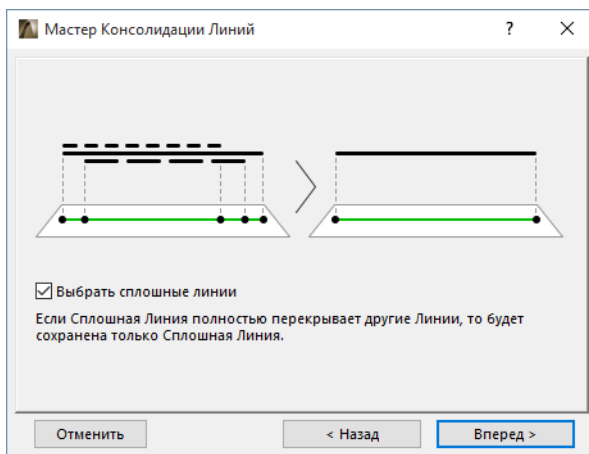 Мастер Консолидации Линий
?
Выбрать сплошные линии
Если Сплошная Линия полностью перекрывает другие Линии, то будет
сохранена только Сплошная Линия.
Отменить
< Назад
Вперед >